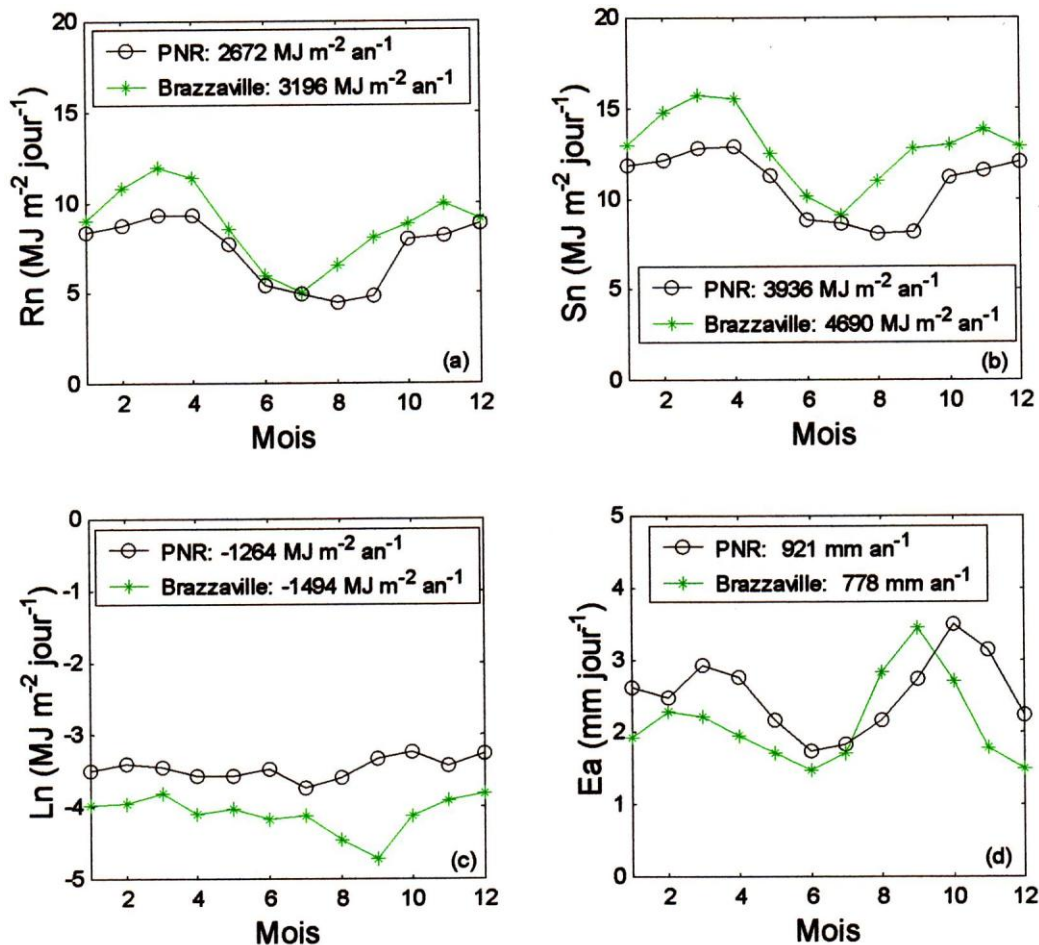 20
15
10
5
0
Rn (MJ m-2 jour-1)
PNR: 2672 MJ m-2 an-1
Brazzaville: 3196 MJ m-2 an-1
(a)
2 4 6 8 10 12
Mois
20
15
10
5
0
Sn (MJ m-2 jour-1)
PNR: 3936 MJ m-2 an-1
Brazzaville: 4690 MJ m-2 an-1
(b)
2 4 6 8 10 12
Mois
0
-1
-2
-3
-4
-5
Ln (MJ m-2 jour-1)
PNR: -1264 MJ m-2 an-1
Brazzaville: -1494 MJ m-2 an-1
(c)
2 4 6 8 10 12
Mois
5
4
3
2
1
0
Ea (mm jour-1)
PNR: 921 mm an-1
Brazzaville: 778 mm an-1
(d)
2 4 6 8 10 12
Mois